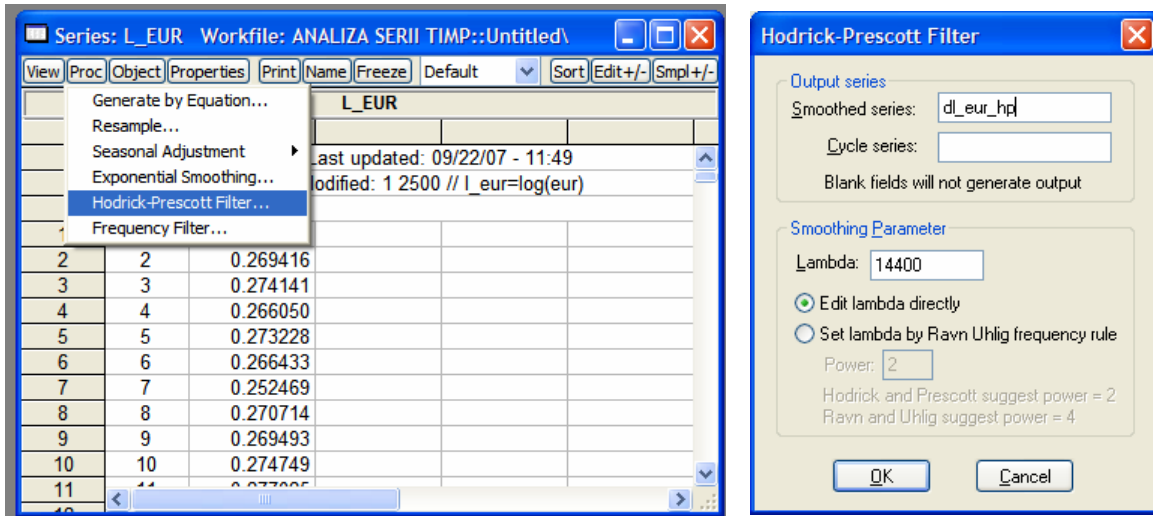 Series: L_EUR Workfile: ANALIZA SERII TIMP::Untitled\
View Proc Object Properties Print Name Freeze Default Sort Edit+/- Smpl+/-
L_EUR
Generate by Equation...
Resample...
Seasonal Adjustment
Last updated: 09/22/07 - 11:49
Exponential Smoothing...
Modified: 1 2500 // l_eur=log(eur)
Hodrick-Prescott Filter...
Frequency Filter...
2 2 0.269416
3 3 0.274141
4 4 0.266050
5 5 0.273228
6 6 0.266433
7 7 0.252469
8 8 0.270714
9 9 0.269493
10 10 0.274749
11
Hodrick-Prescott Filter
Output series
Smoothed series: dl_eur_hp
Cycle series:
Blank fields will not generate output
Smoothing Parameter
Lambda: 14400
Edit lambda directly
Set lambda by Ravn Uhlig frequency rule
Power: 2
Hodrick and Prescott suggest power = 2
Ravn and Uhlig suggest power = 4
OK Cancel